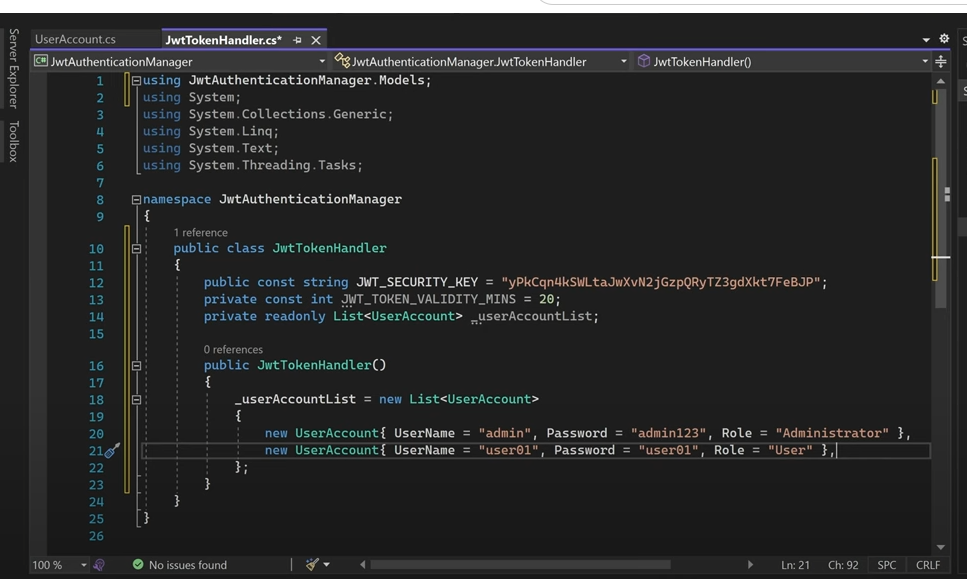 UserAccount.cs JwtTokenHandler.cs*
C# JwtAuthenticationManager JwtAuthenticationManager.JwtTokenHandler JwtTokenHandler()
Server Explorer
Toolbox
1 using JwtAuthenticationManager.Models;
2 using System;
3 using System.Collections.Generic;
4 using System.Linq;
5 using System.Text;
6 using System.Threading.Tasks;
7
8 namespace JwtAuthenticationManager
9 {
1 reference
10 public class JwtTokenHandler
11 {
12 public const string JWT_SECURITY_KEY = "yPkCqn4kSWLtaJwXvN2jGzpQRyTZ3gdXkt7FeBJP";
13 private const int JWT_TOKEN_VALIDITY_MINS = 20;
14 private readonly List<UserAccount> _userAccountList;
15
0 references
16 public JwtTokenHandler()
17 {
18 _userAccountList = new List<UserAccount>
19 {
20 new UserAccount{ UserName = "admin", Password = "admin123", Role = "Administrator" },
21 new UserAccount{ UserName = "user01", Password = "user01", Role = "User" },
22 };
23 }
24 }
25 }
26
100 % No issues found Ln: 21 Ch: 92 SPC CRLF